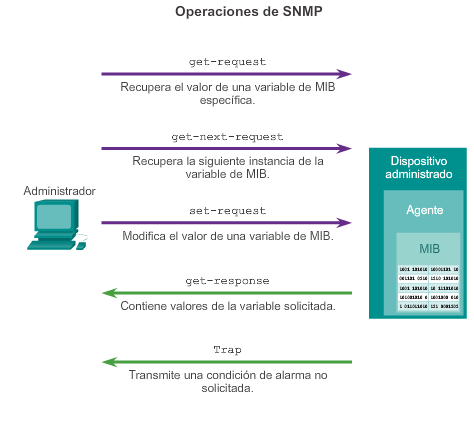 Operaciones de SNMP
get-request
Recupera el valor de una variable de MIB
específica.
get-next-request
Recupera la siguiente instancia de la
variable de MIB.
Administrador
set-request
Modifica el valor de una variable de MIB.
get-response
Contiene valores de la variable solicitada.
Trap
Transmite una condición de alarma no
solicitada.
Dispositivo
administrado
Agente
MIB